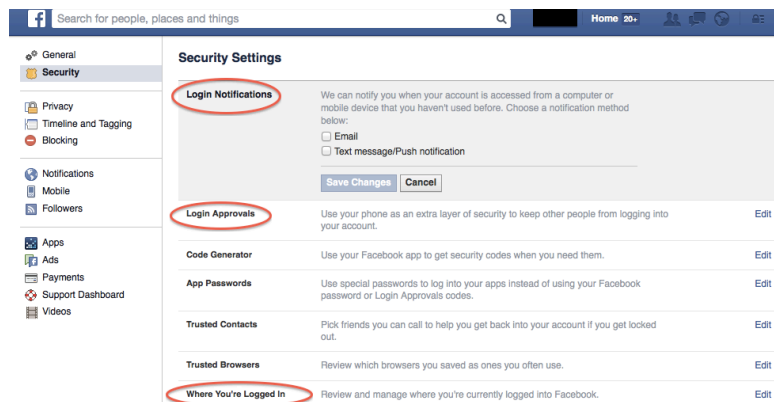 f Search for people, places and things Home 20+
General
Security
Privacy
Timeline and Tagging
Blocking
Notifications
Mobile
Followers
Apps
Ads
Payments
Support Dashboard
Videos
Security Settings
Login Notifications
We can notify you when your account is accessed from a computer or
mobile device that you haven't used before. Choose a notification method
below:
Email
Text message/Push notification
Save Changes Cancel
Login Approvals
Use your phone as an extra layer of security to keep other people from logging into
your account.
Edit
Code Generator
Use your Facebook app to get security codes when you need them.
Edit
App Passwords
Use special passwords to log into your apps instead of using your Facebook
password or Login Approvals codes.
Edit
Trusted Contacts
Pick friends you can call to help you get back into your account if you get locked
out.
Edit
Trusted Browsers
Review which browsers you saved as ones you often use.
Edit
Where You're Logged In
Review and manage where you're currently logged into Facebook.
Edit